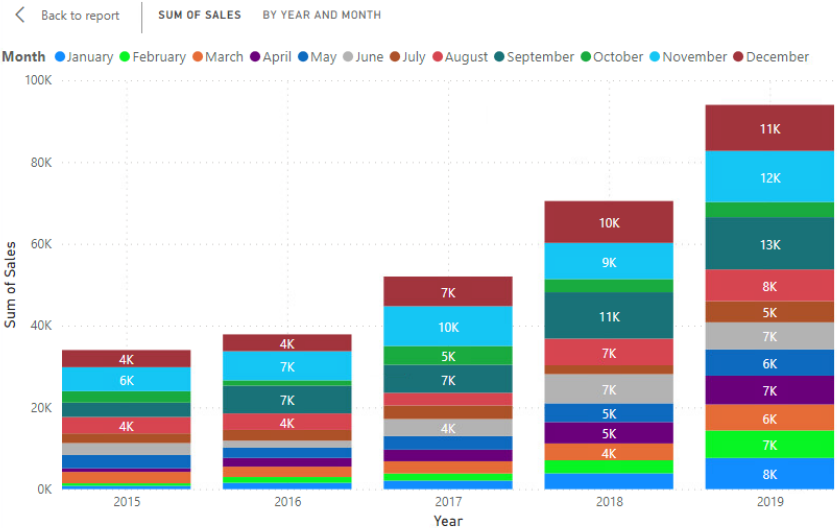 Back to report SUM OF SALES BY YEAR AND MONTH
Month January February March April May June July August September October November December
100K
80K
60K
40K
20K
0K
Sum of Sales
4K
6K
4K
2015
4K
7K
7K
4K
2016
7K
10K
5K
7K
4K
2017
10K
9K
11K
7K
7K
5K
5K
4K
2018
11K
12K
13K
8K
5K
7K
6K
7K
6K
7K
8K
2019
Year